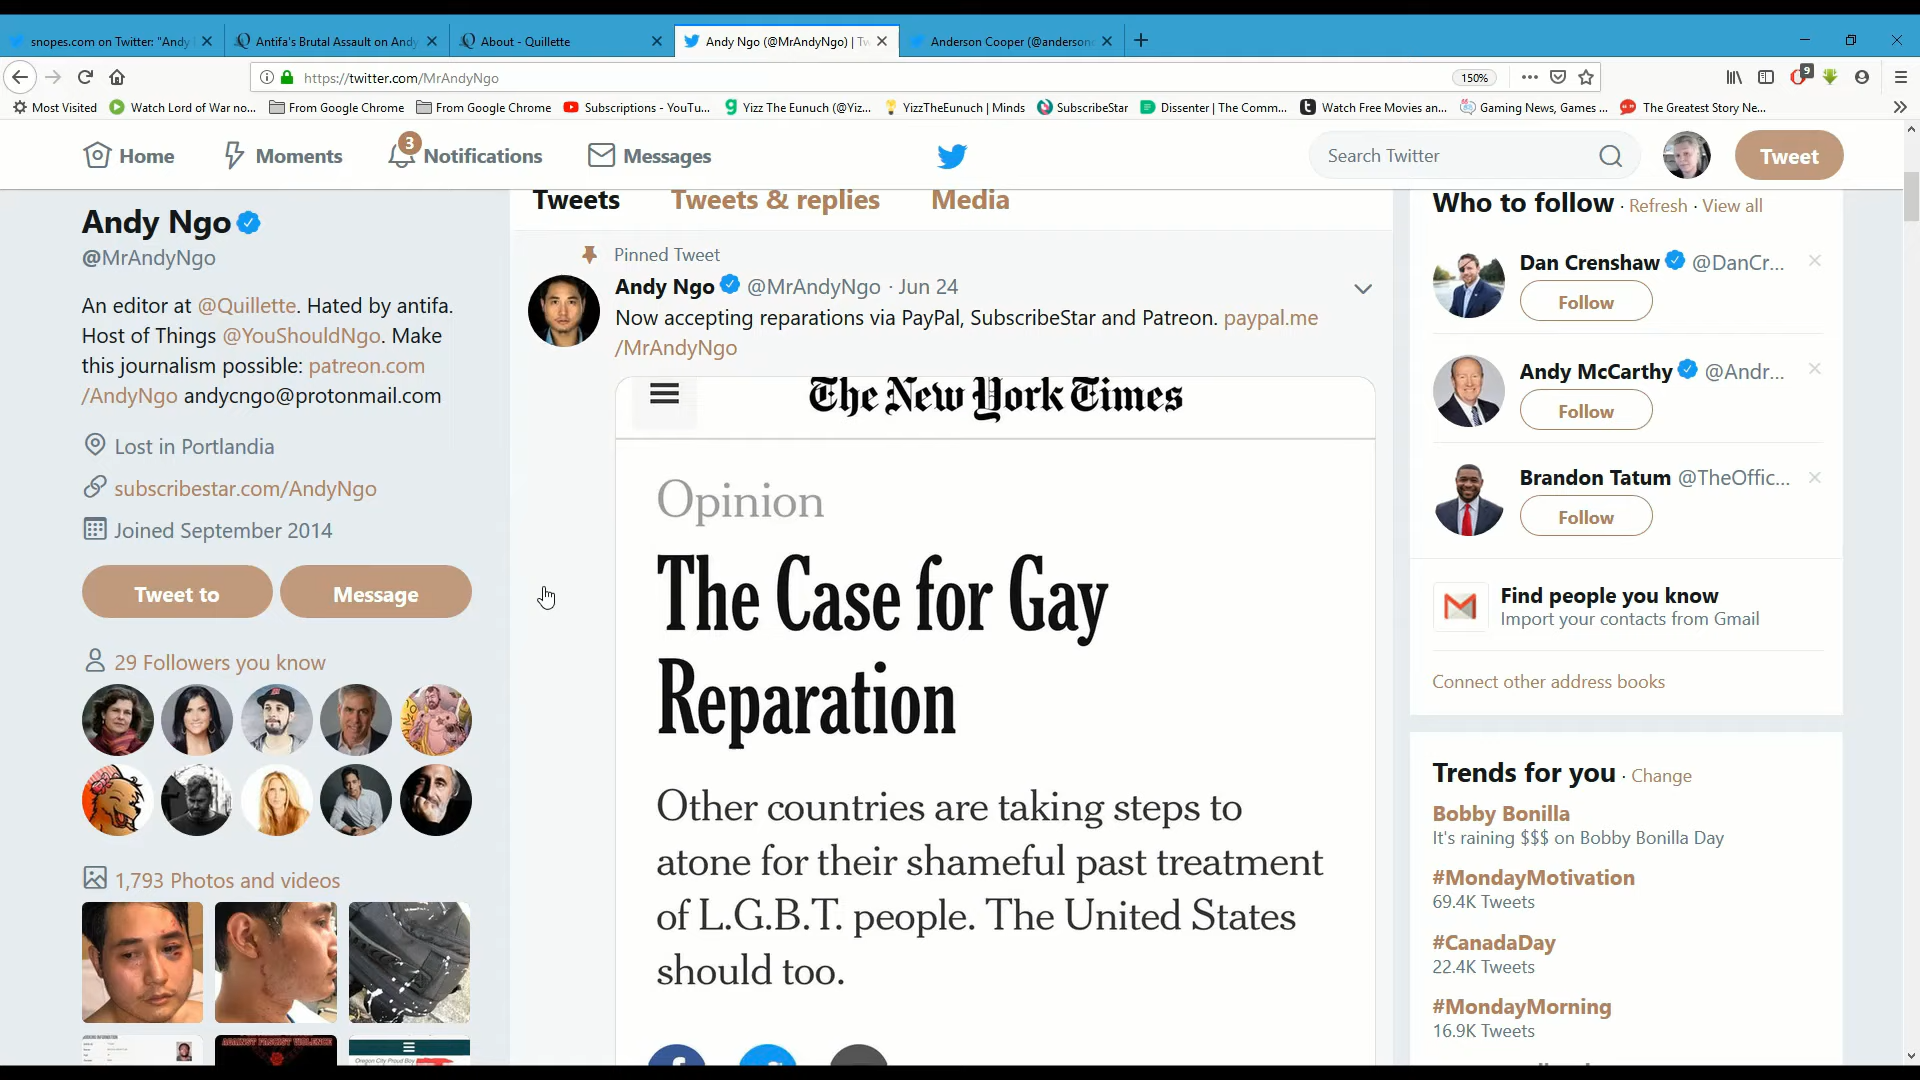 snopes.com on Twitter: "Andy
Antifa's Brutal Assault on Andy
About - Quillette
Andy Ngo (@MrAndyNgo) | Tw
Anderson Cooper (@anderson
https://twitter.com/MrAndyNgo
150%
9
Most Visited
Watch Lord of War no...
From Google Chrome
From Google Chrome
Subscriptions - YouTu...
Yizz The Eunuch (@Yiz...
YizzTheEunuch | Minds
SubscribeStar
Dissenter | The Comm...
Watch Free Movies an...
Gaming News, Games ...
The Greatest Story Ne...
Home
Moments
3
Notifications
Messages
Search Twitter
Tweet
Andy Ngo
@MrAndyNgo
An editor at @Quillette. Hated by antifa.
Host of Things @YouShouldNgo. Make
this journalism possible: patreon.com
/AndyNgo andycngo@protonmail.com
Lost in Portlandia
subscribestar.com/AndyNgo
Joined September 2014
Tweet to
Message
29 Followers you know
1,793 Photos and videos
AGAINST FASCIST VIOLENCE
Oregon City Proud Boy
Tweets
Tweets & replies
Media
Pinned Tweet
Andy Ngo @MrAndyNgo · Jun 24
Now accepting reparations via PayPal, SubscribeStar and Patreon. paypal.me
/MrAndyNgo
The New York Times
Opinion
The Case for Gay
Reparation
Other countries are taking steps to
atone for their shameful past treatment
of L.G.B.T. people. The United States
should too.
Who to follow · Refresh · View all
Dan Crenshaw @DanCr...
Follow
Andy McCarthy @Andr...
Follow
Brandon Tatum @TheOffic...
Follow
Find people you know
Import your contacts from Gmail
Connect other address books
Trends for you · Change
Bobby Bonilla
It's raining $$$ on Bobby Bonilla Day
#MondayMotivation
69.4K Tweets
#CanadaDay
22.4K Tweets
#MondayMorning
16.9K Tweets